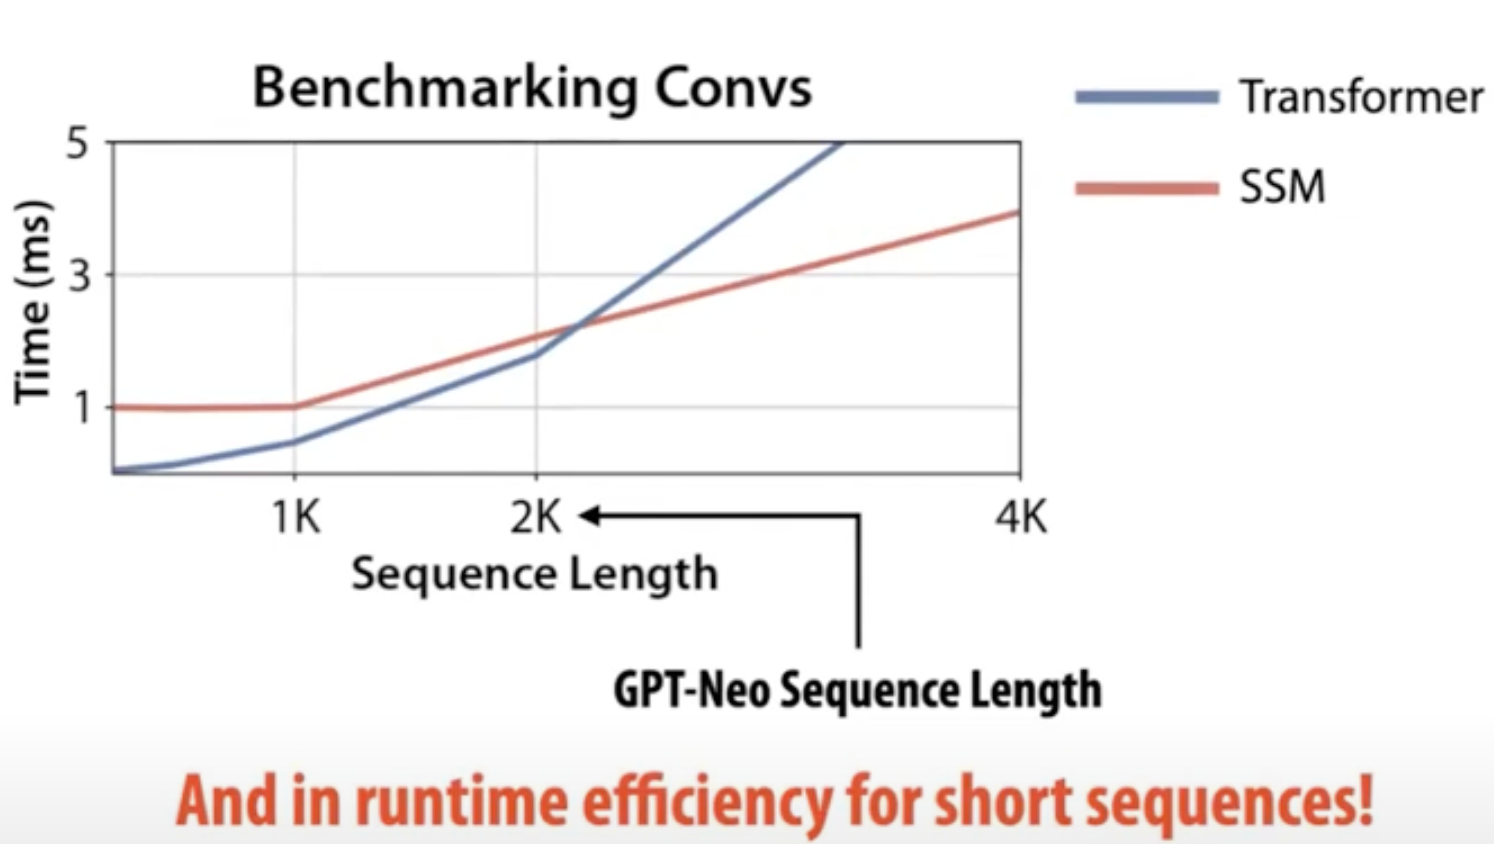 Benchmarking Convs
Transformer
SSM
5
3
1
Time (ms)
1K
2K
4K
Sequence Length
GPT-Neo Sequence Length
And in runtime efficiency for short sequences!